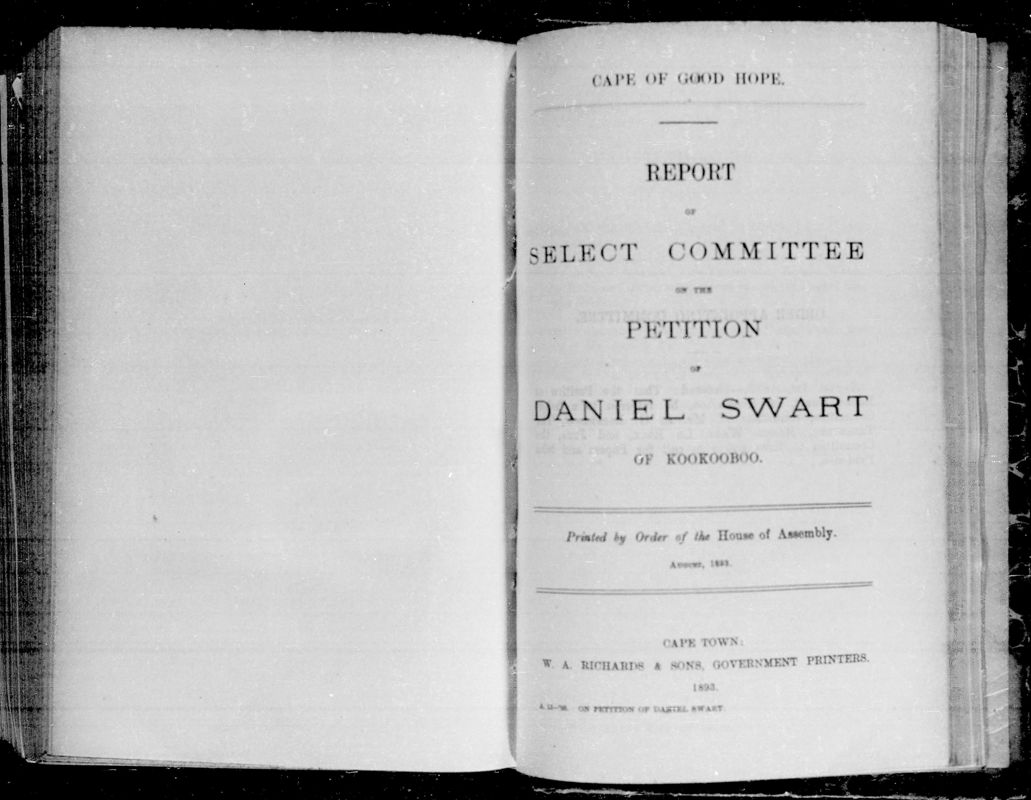 CAPE OF GOOD HOPE.
REPORT
OF
SELECT COMMITTEE
ON THE
PETITION
OF
DANIEL SWART
OF KOOKOOBOO.
Printed by Order of the House of Assembly.
AUGUST, 1893.
CAPE TOWN:
W. A. RICHARDS & SONS, GOVERNMENT PRINTERS.
1893.
ON PETITION OF DANIEL SWART.